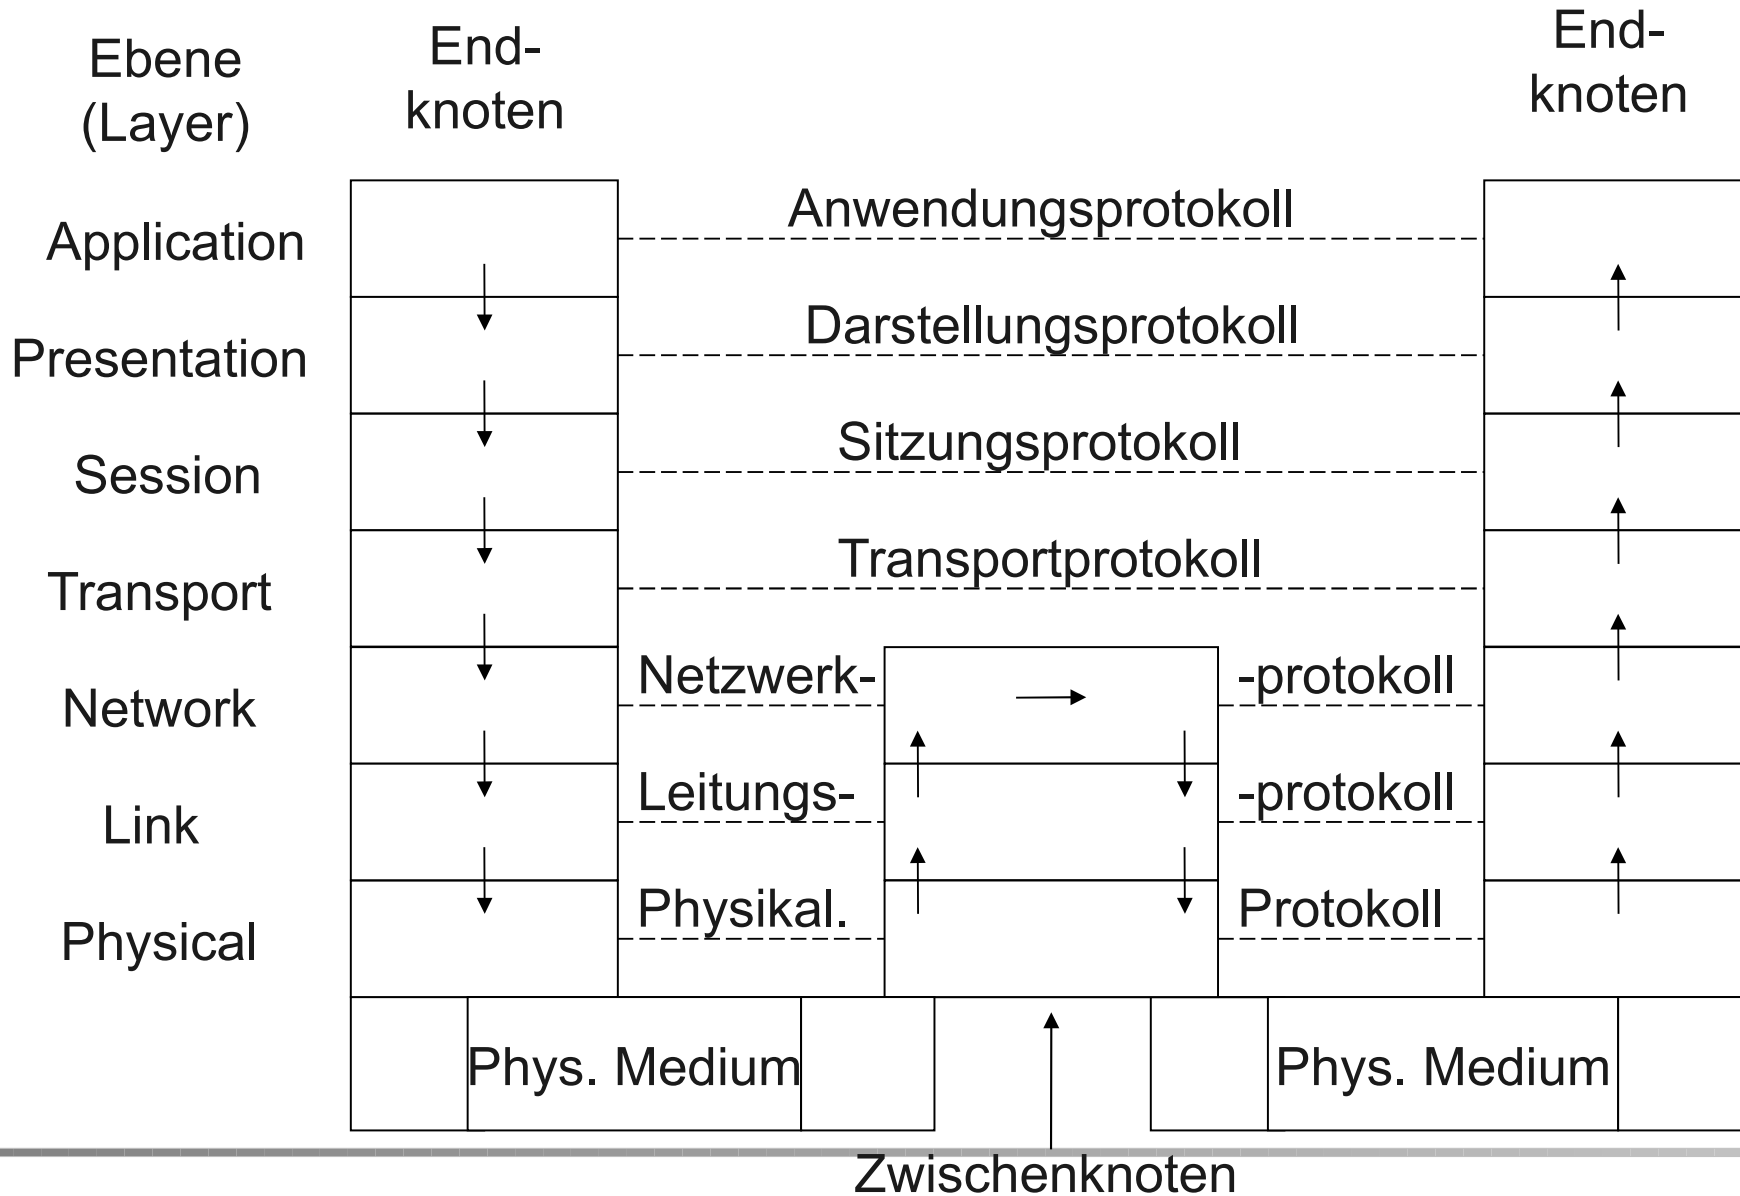 Ebene
(Layer)
End-
knoten
End-
knoten
Application
Anwendungsprotokoll
Presentation
Darstellungsprotokoll
Session
Sitzungsprotokoll
Transport
Transportprotokoll
Network
Netzwerk-
-protokoll
Link
Leitungs-
-protokoll
Physical
Physikal.
Protokoll
Phys. Medium
Phys. Medium
Zwischenknoten